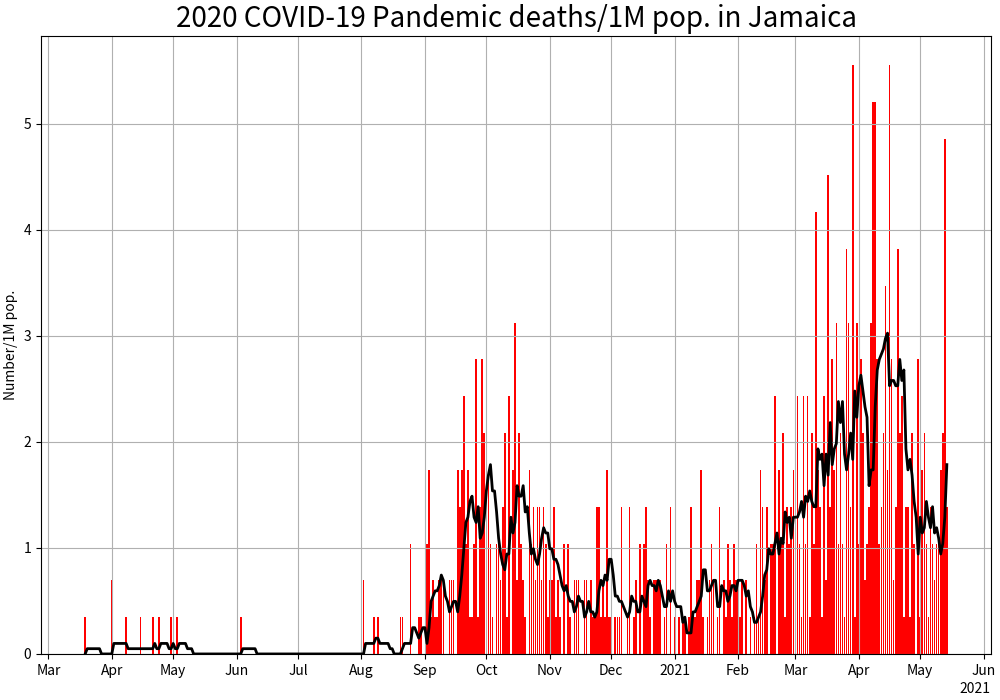 2020 COVID-19 Pandemic deaths/1M pop. in Jamaica
Number/1M pop.
5
4
3
2
1
0
Mar Apr May Jun Jul Aug Sep Oct Nov Dec 2021 Feb Mar Apr May Jun
2021